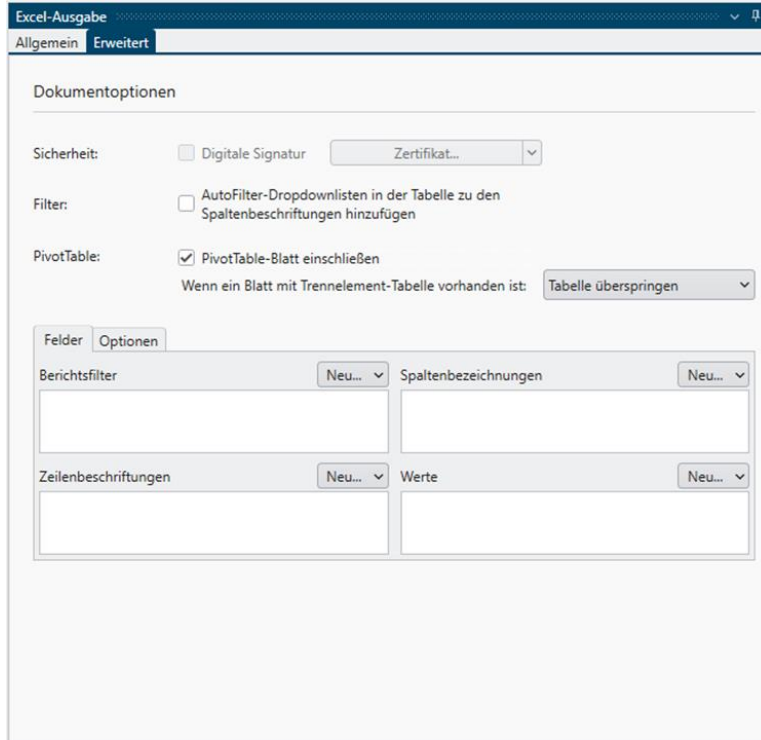 Excel-Ausgabe
Allgemein Erweitert
Dokumentoptionen
Sicherheit: Digitale Signatur Zertifikat...
Filter: AutoFilter-Dropdownlisten in der Tabelle zu den
Spaltenbeschriftungen hinzufügen
PivotTable: PivotTable-Blatt einschließen
Wenn ein Blatt mit Trennelement-Tabelle vorhanden ist: Tabelle überspringen
Felder Optionen
Berichtsfilter Neu... Spaltenbezeichnungen Neu...
Zeilenbeschriftungen Neu... Werte Neu...